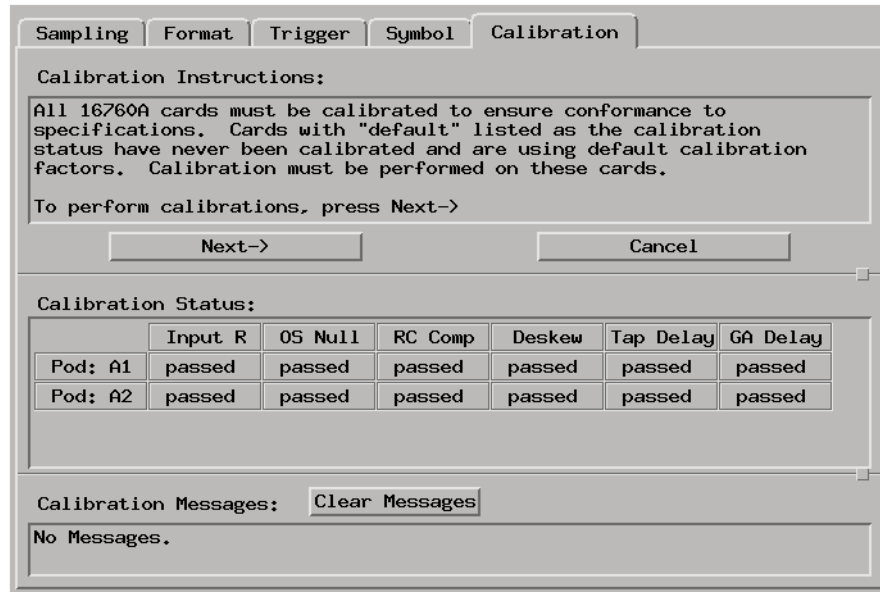 Sampling Format Trigger Symbol Calibration
Calibration Instructions:
All 16760A cards must be calibrated to ensure conformance to
specifications. Cards with "default" listed as the calibration
status have never been calibrated and are using default calibration
factors. Calibration must be performed on these cards.
To perform calibrations, press Next->
Next-> Cancel
Calibration Status:
Input R OS Null RC Comp Deskew Tap Delay GA Delay
Pod: A1 passed passed passed passed passed passed
Pod: A2 passed passed passed passed passed passed
Calibration Messages: Clear Messages
No Messages.